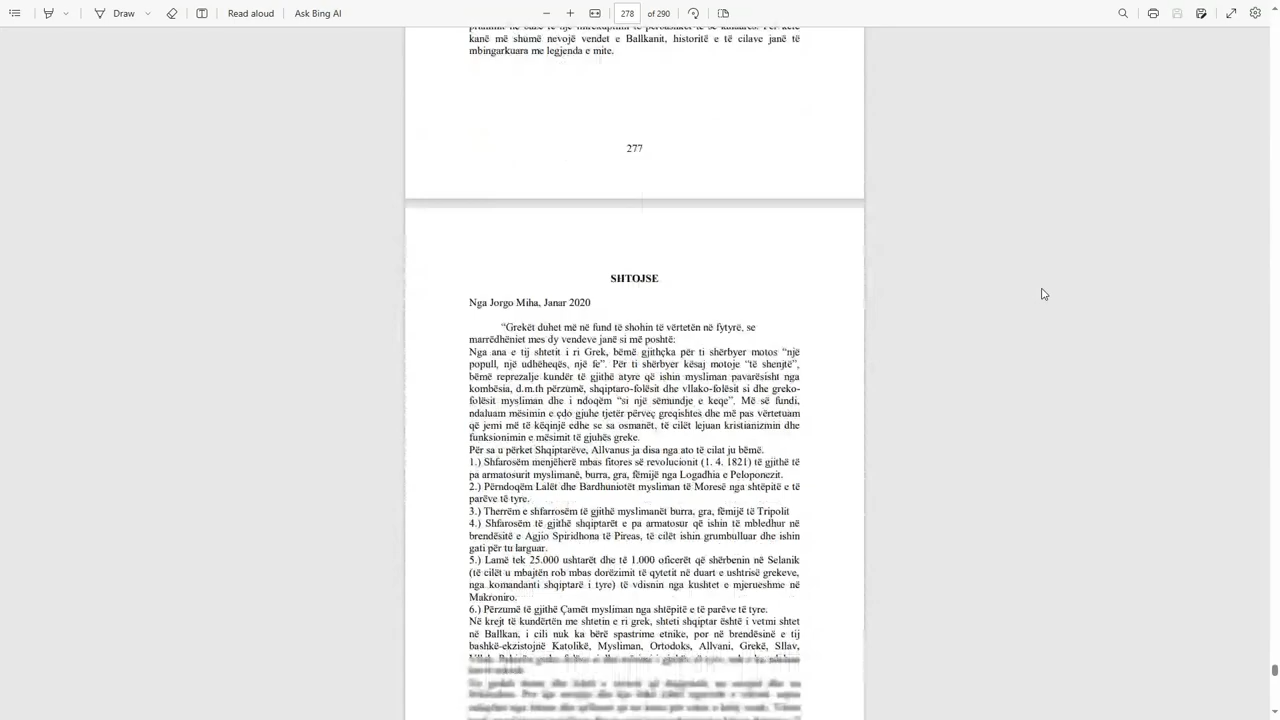 Draw
Read aloud
Ask Bing AI
278 of 290
kanë më shumë nevojë vendet e Ballkanit, historitë e të cilave janë të
mbingarkuara me legjenda e mite.
277
SHTOJSE
Nga Jorgo Miha, Janar 2020
“Grekët duhet më në fund të shohin të vërtetën në fytyrë, se
marrëdhëniet mes dy vendeve janë si më poshtë:
Nga ana e tij shtetit i ri Grek, bëmë gjithçka për ti shërbyer motos “një
popull, një udhëheqës, një fe”. Për ti shërbyer kësaj motoje “të shenjtë”,
bëmë reprezalje kundër të gjithë atyre që ishin mysliman pavarësisht nga
kombësia, d.m.th përzumë, shqiptaro-folësit dhe vllako-folësit si dhe greko-
folësit mysliman dhe i ndoqëm “si një sëmundje e keqe”. Më së fundi,
ndaluam mësimin e çdo gjuhe tjetër përveç greqishtes dhe më pas vërtetuam
që jemi më të këqinjë edhe se sa osmanët, të cilët lejuan kristianizmin dhe
funksionimin e mësimit të gjuhës greke.
Për sa u përket Shqiptarëve, Allvanus ja disa nga ato të cilat ju bëmë.
1.) Shfarosëm menjëherë mbas fitores së revolucionit (1. 4. 1821) të gjithë të
pa armatosurit myslimanë, burra, gra, fëmijë nga Logadhia e Peloponezit.
2.) Përndoqëm Lalët dhe Bardhuniotët mysliman të Moresë nga shtëpitë e të
parëve të tyre.
3.) Therrëm e shfarrosëm të gjithë myslimanët burra, gra, fëmijë të Tripolit
4.) Shfarosëm të gjithë shqiptarët e pa armatosur që ishin të mbledhur në
brendësitë e Agjio Spiridhona të Pireas, të cilët ishin grumbulluar dhe ishin
gati për tu larguar.
5.) Lamë tek 25.000 ushtarët dhe të 1.000 oficerët që shërbenin në Selanik
(të cilët u mbajtën rob mbas dorëzimit të qytetit në duart e ushtrisë grekeve,
nga komandanti shqiptarë i tyre) të vdisnin nga kushtet e mjerueshme në
Makroniro.
6.) Përzumë të gjithë Çamët mysliman nga shtëpitë e të parëve të tyre.
Në krejt të kundërtën me shtetin e ri grek, shteti shqiptar është i vetmi shtet
në Ballkan, i cili nuk ka bërë spastrime etnike, por në brendësinë e tij
bashkë-ekzistojnë Katolikë, Mysliman, Ortodoks, Allvani, Grekë, Sllav,